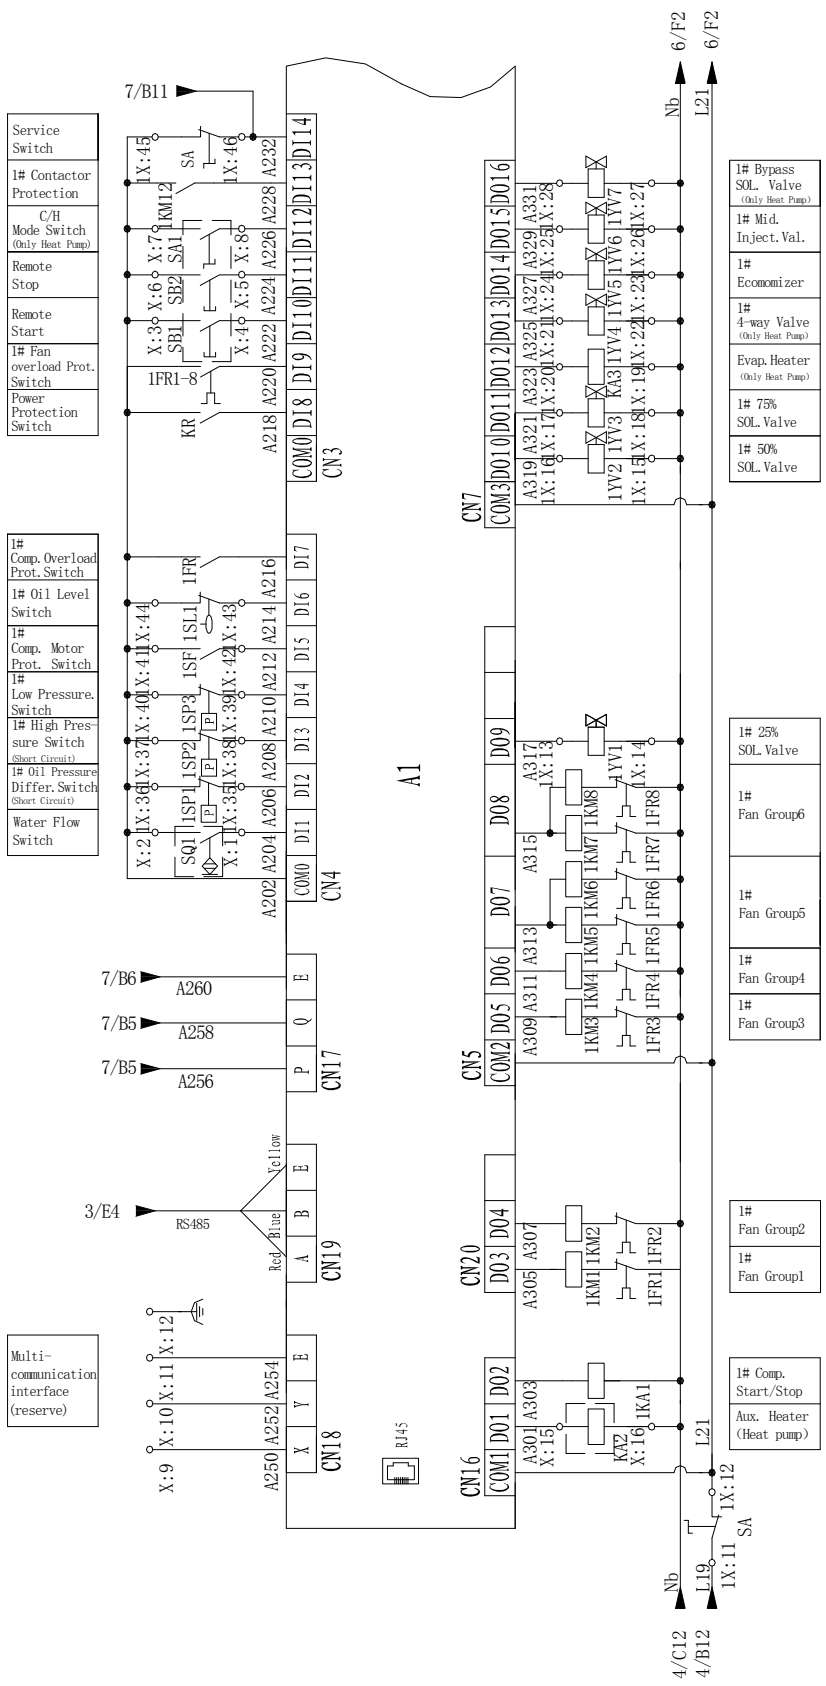 7/B11
6/F2
6/F2
Nb
L21
Service
Switch
1# Contactor
Protection
C/H
Mode Switch
(Only Heat Pump)
Remote
Stop
Remote
Start
1# Fan
overload Prot.
Switch
Power
Protection
Switch
1X:45
SA
1X:46
A232
DI14
1KM12
A228
DI13
X:7
SA1
X:8
A226
DI12
X:6
SB2
X:5
A224
DI11
X:3
SB1
X:4
A222
DI10
1FR1-8
A220
DI9
KR
A218
DI8
COM0
CN3
1#
Comp.Overload
Prot.Switch
1# Oil Level
Switch
1#
Comp. Motor
Prot. Switch
1#
Low Pressure.
Switch
1# High Pres-
sure Switch
(Short Circuit)
1# Oil Pressure
Differ.Switch
(Short Circuit)
Water Flow
Switch
1FR
A216
DI7
1X:44
1SL1
1X:43
A214
DI6
1X:41
1SF
1X:42
A212
DI5
1X:40
1SP3
P
1X:39
A210
DI4
1X:37
1SP2
P
1X:38
A208
DI3
1X:36
1SP1
P
1X:35
A206
DI2
X:2
SQ1
X:1
A204
DI1
A202
COM0
CN4
7/B6
A260
E
7/B5
A258
Q
7/B5
A256
P
CN17
3/E4
RS485
Yellow
Blue
Red
E
B
A
CN19
Multi-
communication
interface
(reserve)
X:12
X:11
A254
E
X:10
A252
Y
X:9
A250
X
CN18
RJ45
A1
DO16
A331
1X:28
1YV7
1X:27
DO15
A329
1X:25
1YV6
1X:26
DO14
A327
1X:24
1YV5
1X:23
DO13
A325
1X:21
1YV4
1X:22
DO12
A323
1X:20
KA3
1X:19
DO11
A321
1X:17
1YV3
1X:18
DO10
A319
1X:16
1YV2
1X:15
COM3
CN7
1# Bypass
SOL. Valve
(Only Heat Pump)
1# Mid.
Inject.Val.
1#
Ecomomizer
1#
4-way Valve
(Only Heat Pump)
Evap.Heater
(Only Heat Pump)
1# 75%
SOL.Valve
1# 50%
SOL.Valve
DO9
A317
1X:13
1YV1
1X:14
DO8
A315
1KM8
1FR8
1KM7
1FR7
DO7
A313
1KM6
1FR6
1KM5
1FR5
DO6
A311
1KM4
1FR4
DO5
A309
1KM3
1FR3
COM2
CN5
1# 25%
SOL.Valve
1#
Fan Group6
1#
Fan Group5
1#
Fan Group4
1#
Fan Group3
DO4
A307
1KM2
1FR2
DO3
A305
1KM1
1FR1
CN20
1#
Fan Group2
1#
Fan Group1
DO2
A303
1KA1
DO1
A301
X:15
KA2
X:16
COM1
CN16
1# Comp.
Start/Stop
Aux. Heater
(Heat pump)
L21
1X:12
SA
1X:11
Nb
L19
4/C12
4/B12